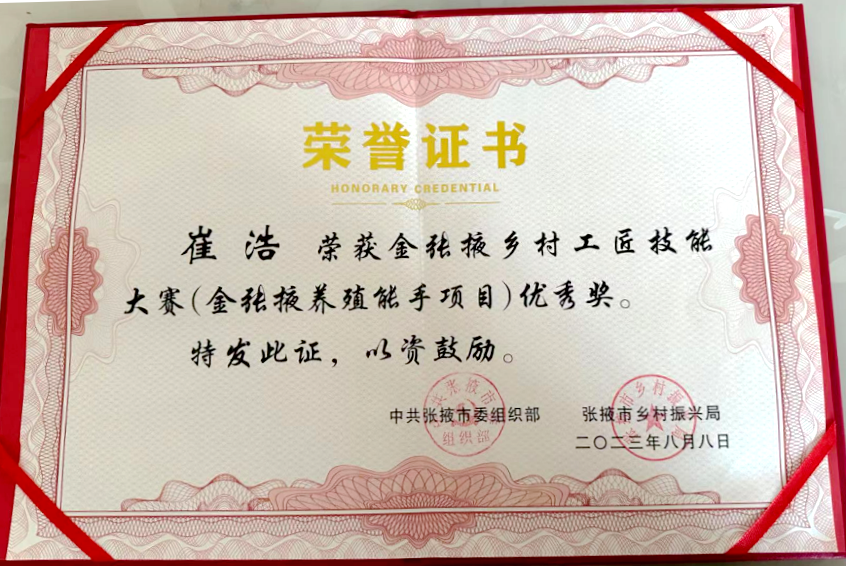 荣誉证书
HONORARY CREDENTIAL
崔浩 荣获金张掖乡村工匠技能
大赛(金张掖养殖能手项目)优秀奖。
特发此证，以资鼓励。
中共张掖市委组织部 张掖市乡村振兴局
二〇二三年八月八日
组织部